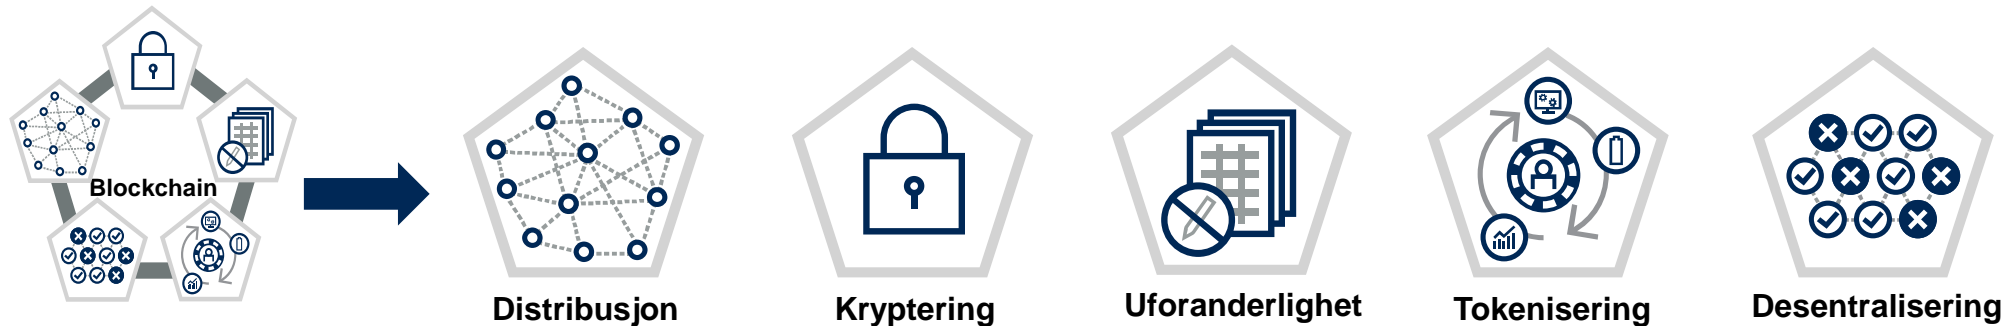 Blockchain
Distribusjon
Kryptering
Uforanderlighet
Tokenisering
Desentralisering